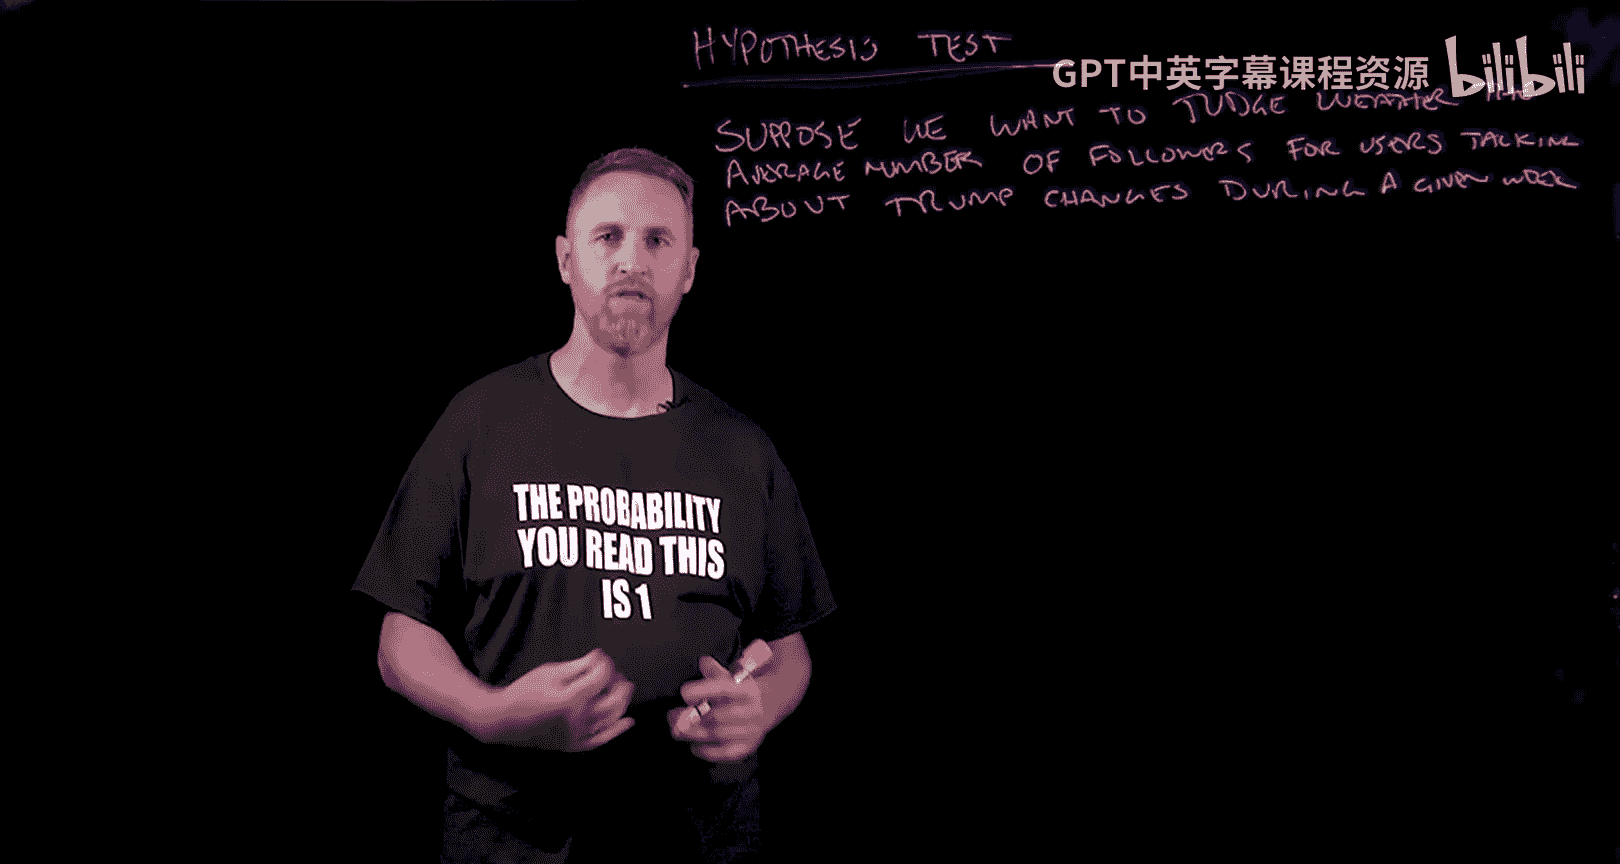 HYPOTHESIS TEST
GPT中英字幕课程资源 bilibili
SUPPOSE WE WANT TO JUDGE WEATHER THE
AVERAGE NUMBER OF FOLLOWERS FOR USERS TALKING
ABOUT TRUMP CHANGES DURING A GIVEN WEEK
THE PROBABILITY
YOU READ THIS
IS 1